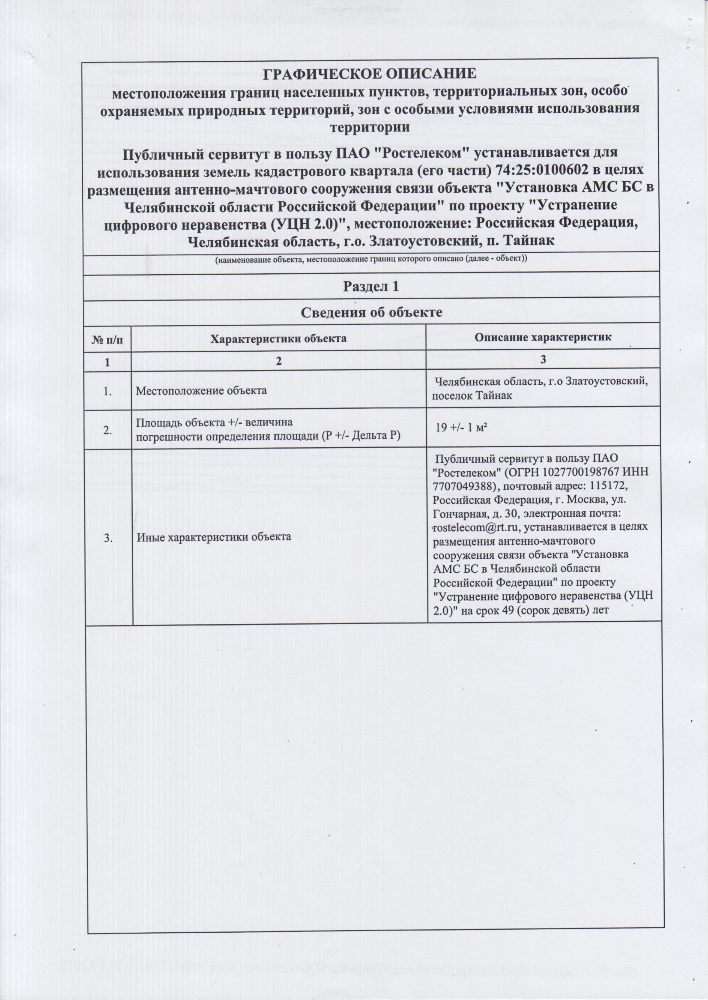 ГРАФИЧЕСКОЕ ОПИСАНИЕ
местоположения границ населенных пунктов, территориальных зон, особо
охраняемых природных территорий, зон с особыми условиями использования
территории
Публичный сервитут в пользу ПАО "Ростелеком" устанавливается для
использования земель кадастрового квартала (его части) 74:25:0100602 в целях
размещения антенно-мачтового сооружения связи объекта "Установка АМС БС в
Челябинской области Российской Федерации" по проекту "Устранение
цифрового неравенства (УЦН 2.0)", местоположение: Российская Федерация,
Челябинская область, г.о. Златоустовский, п. Тайнак
(наименование объекта, местоположение границ которого описано (далее - объект))
Раздел 1
Сведения об объекте
№ п/п Характеристики объекта Описание характеристик
1 2 3
1. Местоположение объекта Челябинская область, г.о Златоустовский,
поселок Тайнак
2. Площадь объекта +/- величина
погрешности определения площади (P +/- Дельта P) 19 +/- 1 м²
3. Иные характеристики объекта
Публичный сервитут в пользу ПАО
"Ростелеком" (ОГРН 1027700198767 ИНН
7707049388), почтовый адрес: 115172,
Российская Федерация, г. Москва, ул.
Гончарная, д. 30, электронная почта:
rostelecom@rt.ru, устанавливается в целях
размещения антенно-мачтового
сооружения связи объекта "Установка
АМС БС в Челябинской области
Российской Федерации" по проекту
"Устранение цифрового неравенства (УЦН
2.0)" на срок 49 (сорок девять) лет